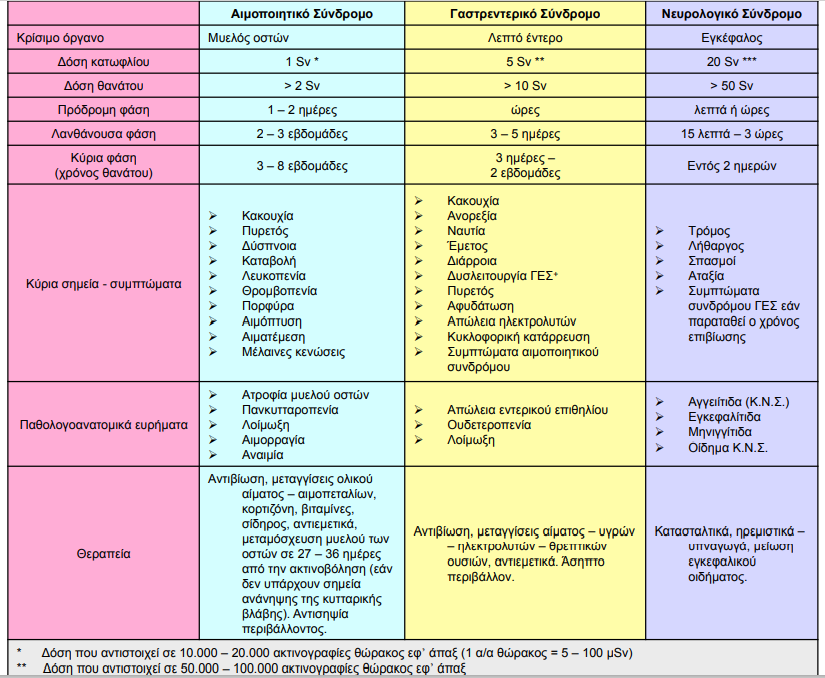 Αιμοποιητικό Σύνδρομο Γαστρεντερικό Σύνδρομο Νευρολογικό Σύνδρομο
Κρίσιμο όργανο Μυελός οστών Λεπτό έντερο Εγκέφαλος
Δόση κατωφλίου 1 Sv * 5 Sv ** 20 Sv ***
Δόση θανάτου > 2 Sv > 10 Sv > 50 Sv
Πρόδρομη φάση 1 – 2 ημέρες ώρες λεπτά ή ώρες
Λανθάνουσα φάση 2 – 3 εβδομάδες 3 – 5 ημέρες 15 λεπτά – 3 ώρες
Κύρια φάση
(χρόνος θανάτου)
3 – 8 εβδομάδες
3 ημέρες –
2 εβδομάδες
Εντός 2 ημερών
Κύρια σημεία - συμπτώματα
➢ Κακουχία
➢ Πυρετός
➢ Δύσπνοια
➢ Καταβολή
➢ Λευκοπενία
➢ Θρομβοπενία
➢ Πορφύρα
➢ Αιμόπτυση
➢ Αιματέμεση
➢ Μέλαινες κενώσεις
➢ Κακουχία
➢ Ανορεξία
➢ Ναυτία
➢ Έμετος
➢ Διάρροια
➢ Δυσλειτουργία ΓΕΣ+
➢ Πυρετός
➢ Αφυδάτωση
➢ Απώλεια ηλεκτρολυτών
➢ Κυκλοφορική κατάρρευση
➢ Συμπτώματα αιμοποιητικού
συνδρόμου
➢ Τρόμος
➢ Λήθαργος
➢ Σπασμοί
➢ Αταξία
➢ Συμπτώματα
συνδρόμου ΓΕΣ εάν
παραταθεί ο χρόνος
επιβίωσης
Παθολογοανατομικά ευρήματα
➢ Ατροφία μυελού οστών
➢ Πανκυτταροπενία
➢ Λοίμωξη
➢ Αιμορραγία
➢ Αναιμία
➢ Απώλεια εντερικού επιθηλίου
➢ Ουδετεροπενία
➢ Λοίμωξη
➢ Αγγειίτιδα (Κ.Ν.Σ.)
➢ Εγκεφαλίτιδα
➢ Μηνιγγίτιδα
➢ Οίδημα Κ.Ν.Σ.
Θεραπεία
Αντιβίωση, μεταγγίσεις ολικού
αίματος – αιμοπεταλίων,
κορτιζόνη, βιταμίνες,
σίδηρος, αντιεμετικά,
μεταμόσχευση μυελού των
οστών σε 27 – 36 ημέρες
από την ακτινοβόληση (εάν
δεν υπάρχουν σημεία
ανάνηψης της κυτταρικής
βλάβης). Αντισηψία
περιβάλλοντος.
Αντιβίωση, μεταγγίσεις αίματος – υγρών
– ηλεκτρολυτών – θρεπτικών
ουσιών, αντιεμετικά. Άσηπτο
περιβάλλον.
Κατασταλτικά, ηρεμιστικά –
υπναγωγά, μείωση
εγκεφαλικού
οιδήματος.
* Δόση που αντιστοιχεί σε 10.000 – 20.000 ακτινογραφίες θώρακος εφ’ άπαξ (1 α/α θώρακος = 5 – 100 μSv)
** Δόση που αντιστοιχεί σε 50.000 – 100.000 ακτινογραφίες θώρακος εφ’ άπαξ